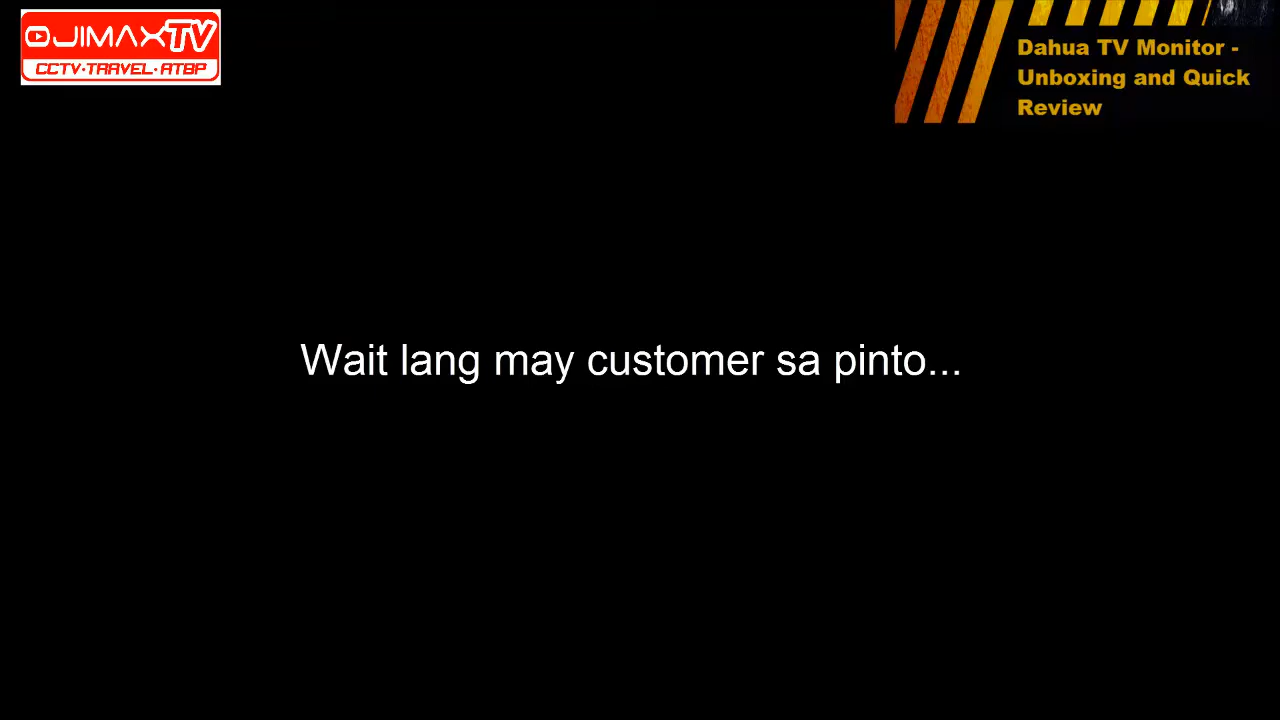 OJIMAXTV
CCTV•TRAVEL•ATBP
Dahua TV Monitor -
Unboxing and Quick
Review
Wait lang may customer sa pinto...